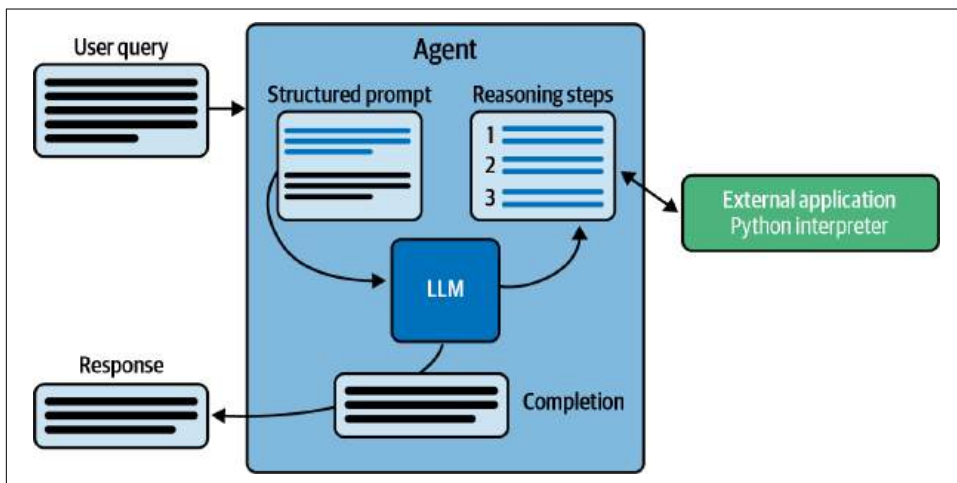 User query
Agent
Structured prompt
Reasoning steps
1
2
3
External application
Python interpreter
LLM
Response
Completion